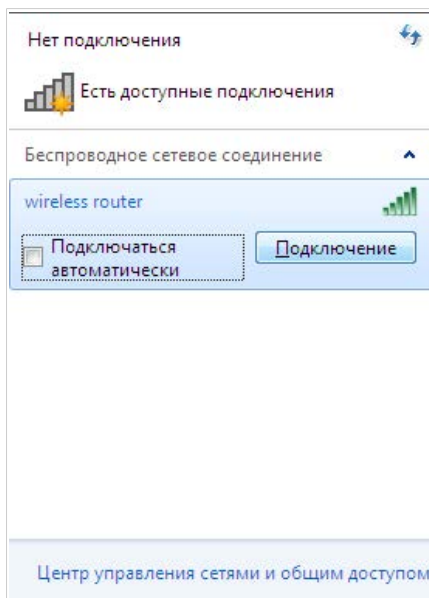 Нет подключения
Есть доступные подключения
Беспроводное сетевое соединение
wireless router
Подключаться
автоматически
Подключение
Центр управления сетями и общим доступом